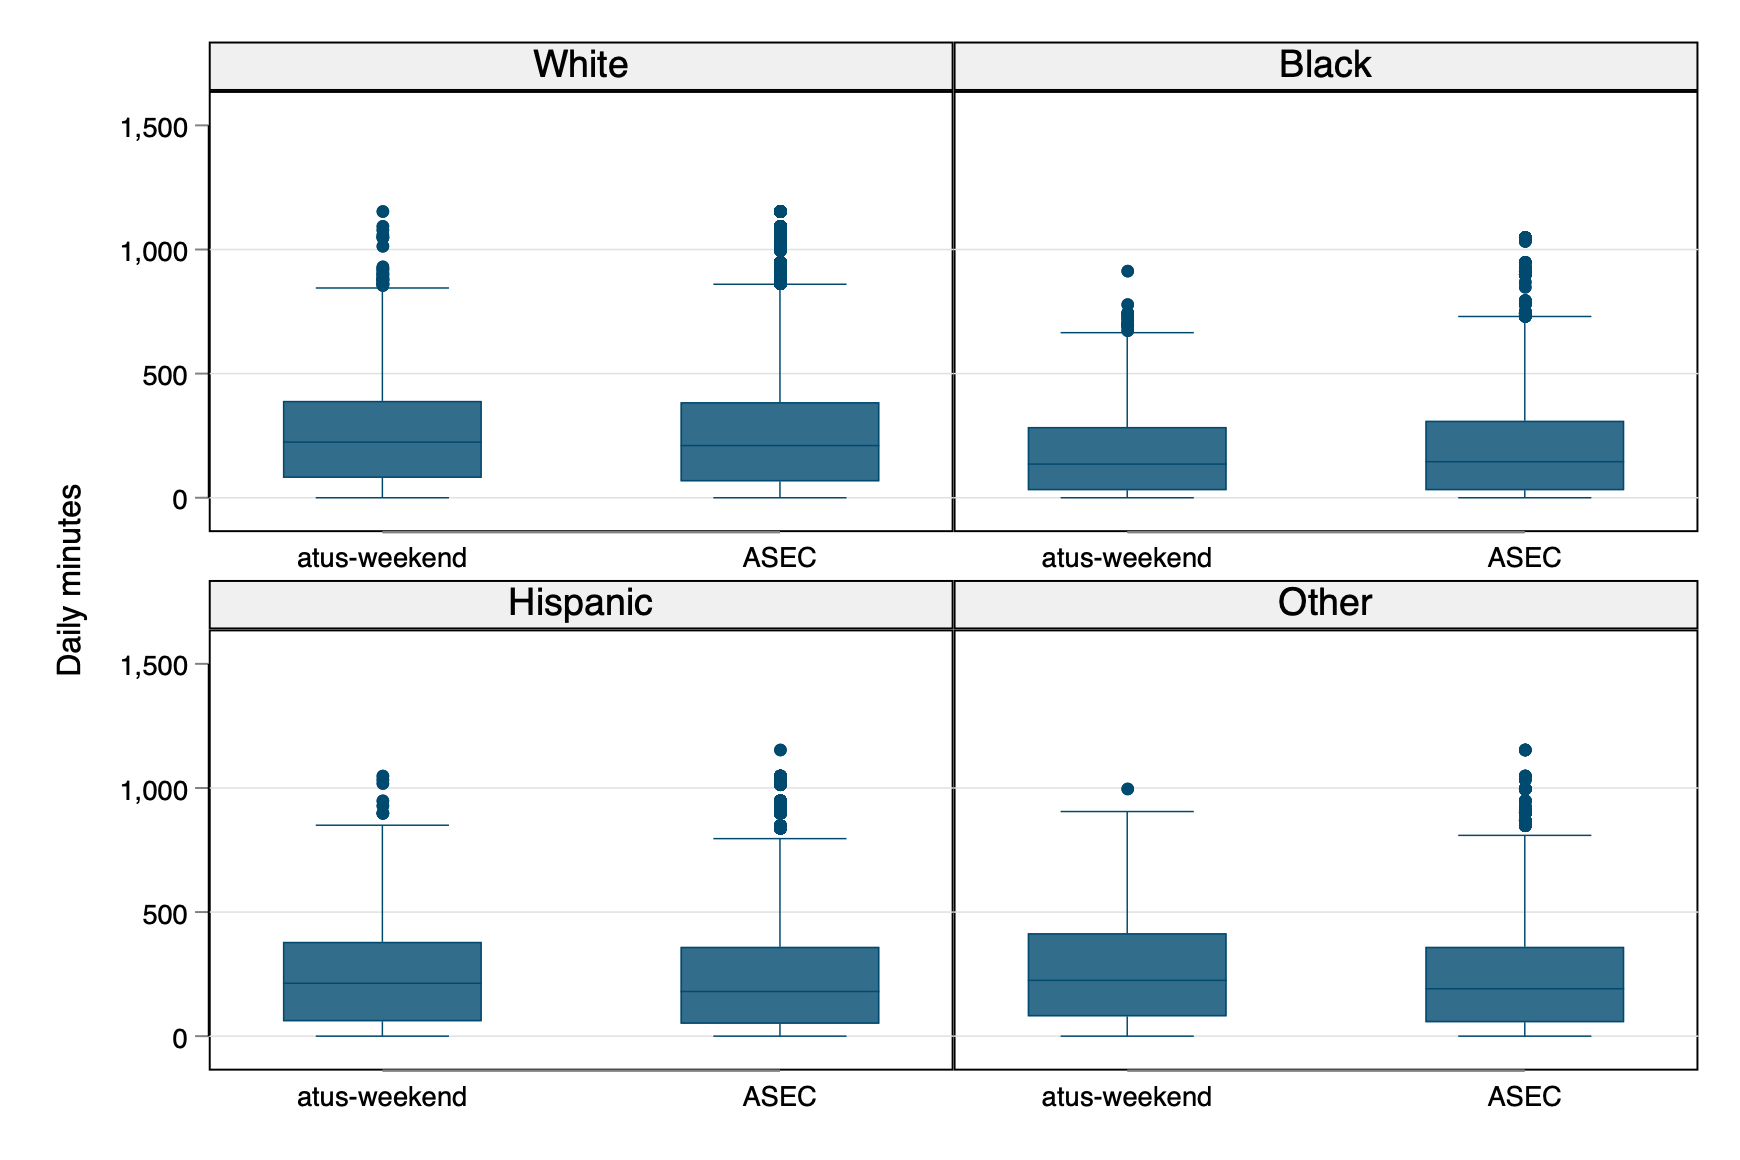 White
Black
1,500
1,000
500
0
atus-weekend
ASEC
atus-weekend
ASEC
Daily minutes
Hispanic
Other
1,500
1,000
500
0
atus-weekend
ASEC
atus-weekend
ASEC